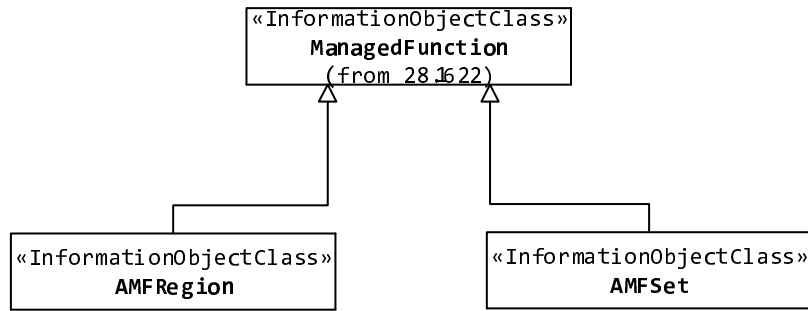 «InformationObjectClass»
ManagedFunction
(from 28.622)
«InformationObjectClass»
AMFRegion
«InformationObjectClass»
AMFSet